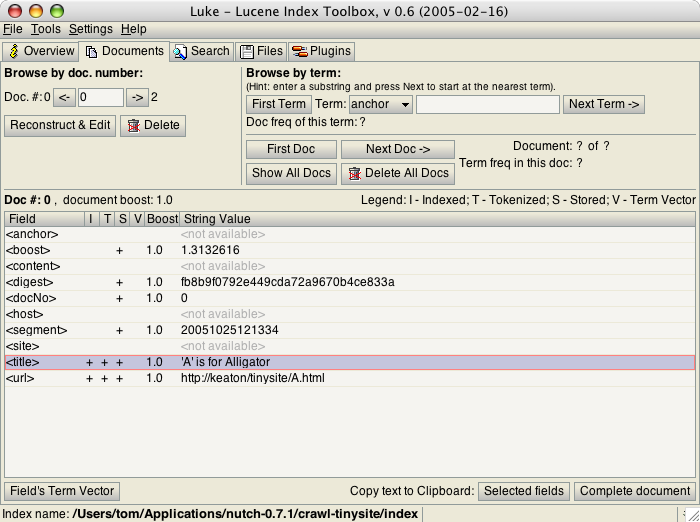 Luke – Lucene Index Toolbox, v 0.6 (2005-02-16)
File Tools Settings Help
Overview Documents Search Files Plugins
Browse by doc. number:
Doc. #: 0 <- 0 -> 2
Reconstruct & Edit Delete
Browse by term:
(Hint: enter a substring and press Next to start at the nearest term).
First Term Term: anchor Next Term ->
Doc freq of this term: ?
First Doc Next Doc -> Document: ? of ?
Term freq in this doc: ?
Show All Docs Delete All Docs
Doc #: 0 , document boost: 1.0 Legend: I - Indexed; T - Tokenized; S - Stored; V - Term Vector
Field I T S V Boost String Value
<anchor> <not available>
<boost> + 1.0 1.3132616
<content> <not available>
<digest> + 1.0 fb8b9f0792e449cda72a9670b4ce833a
<docNo> + 1.0 0
<host> <not available>
<segment> + 1.0 20051025121334
<site> <not available>
<title> + + + 1.0 'A' is for Alligator
<url> + + + 1.0 http://keaton/tinysite/A.html
Field's Term Vector Copy text to Clipboard: Selected fields Complete document
Index name: /Users/tom/Applications/nutch-0.7.1/crawl-tinysite/index